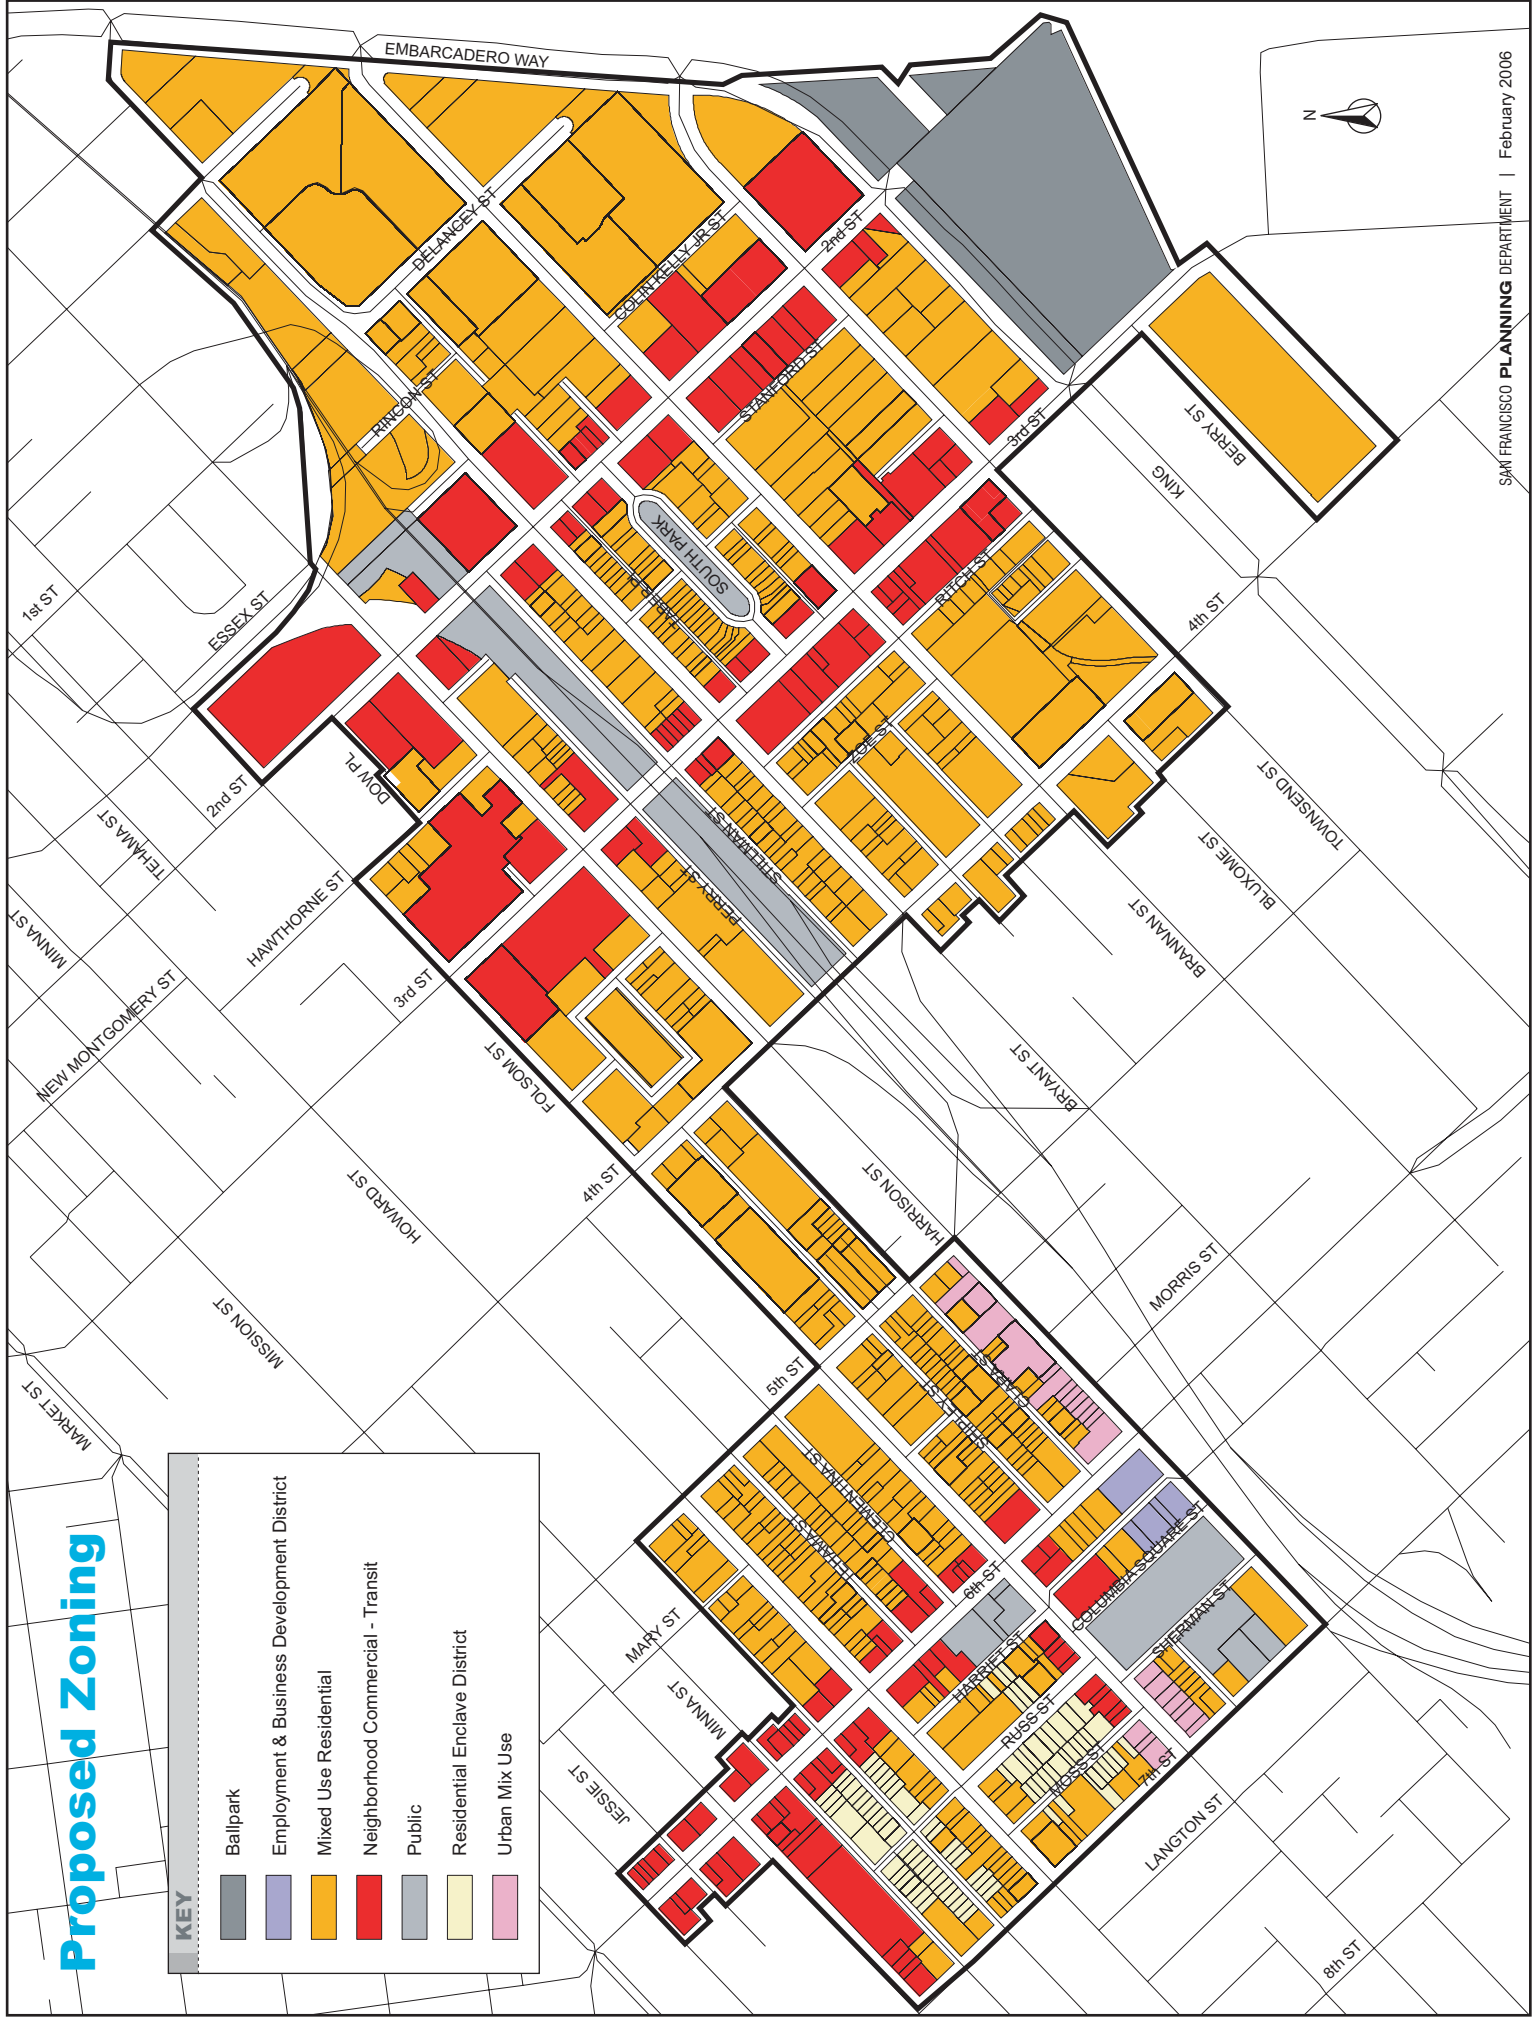 Proposed Zoning
KEY
Ballpark
Employment & Business Development District
Mixed Use Residential
Neighborhood Commercial - Transit
Public
Residential Enclave District
Urban Mix Use
EMBARCADERO WAY
DELANCEY ST
COLIN KELLY JR ST
2nd ST
RINCON ST
STANFORD ST
3rd ST
BERRY ST
KING
SOUTH PARK
TABER PL
RITCH ST
4th ST
1st ST
ESSEX ST
2nd ST
DOW PL
TEHAMA ST
HAWTHORNE ST
MINNA ST
NEW MONTGOMERY ST
3rd ST
ZOE ST
STILLMAN ST
PERRY ST
TOWNSEND ST
BLUXOME ST
BRANNAN ST
BRYANT ST
FOLSOM ST
HOWARD ST
4th ST
HARRISON ST
MISSION ST
MARKET ST
5th ST
MORRIS ST
CLARA ST
SHIPLEY ST
CLEMENTINA ST
TEHAMA ST
6th ST
COLUMBIA SQUARE ST
SHERMAN ST
HARRIET ST
MARY ST
MINNA ST
JESSIE ST
RUSS ST
MOSS ST
7th ST
LANGTON ST
8th ST
N
SAN FRANCISCO PLANNING DEPARTMENT | February 2006